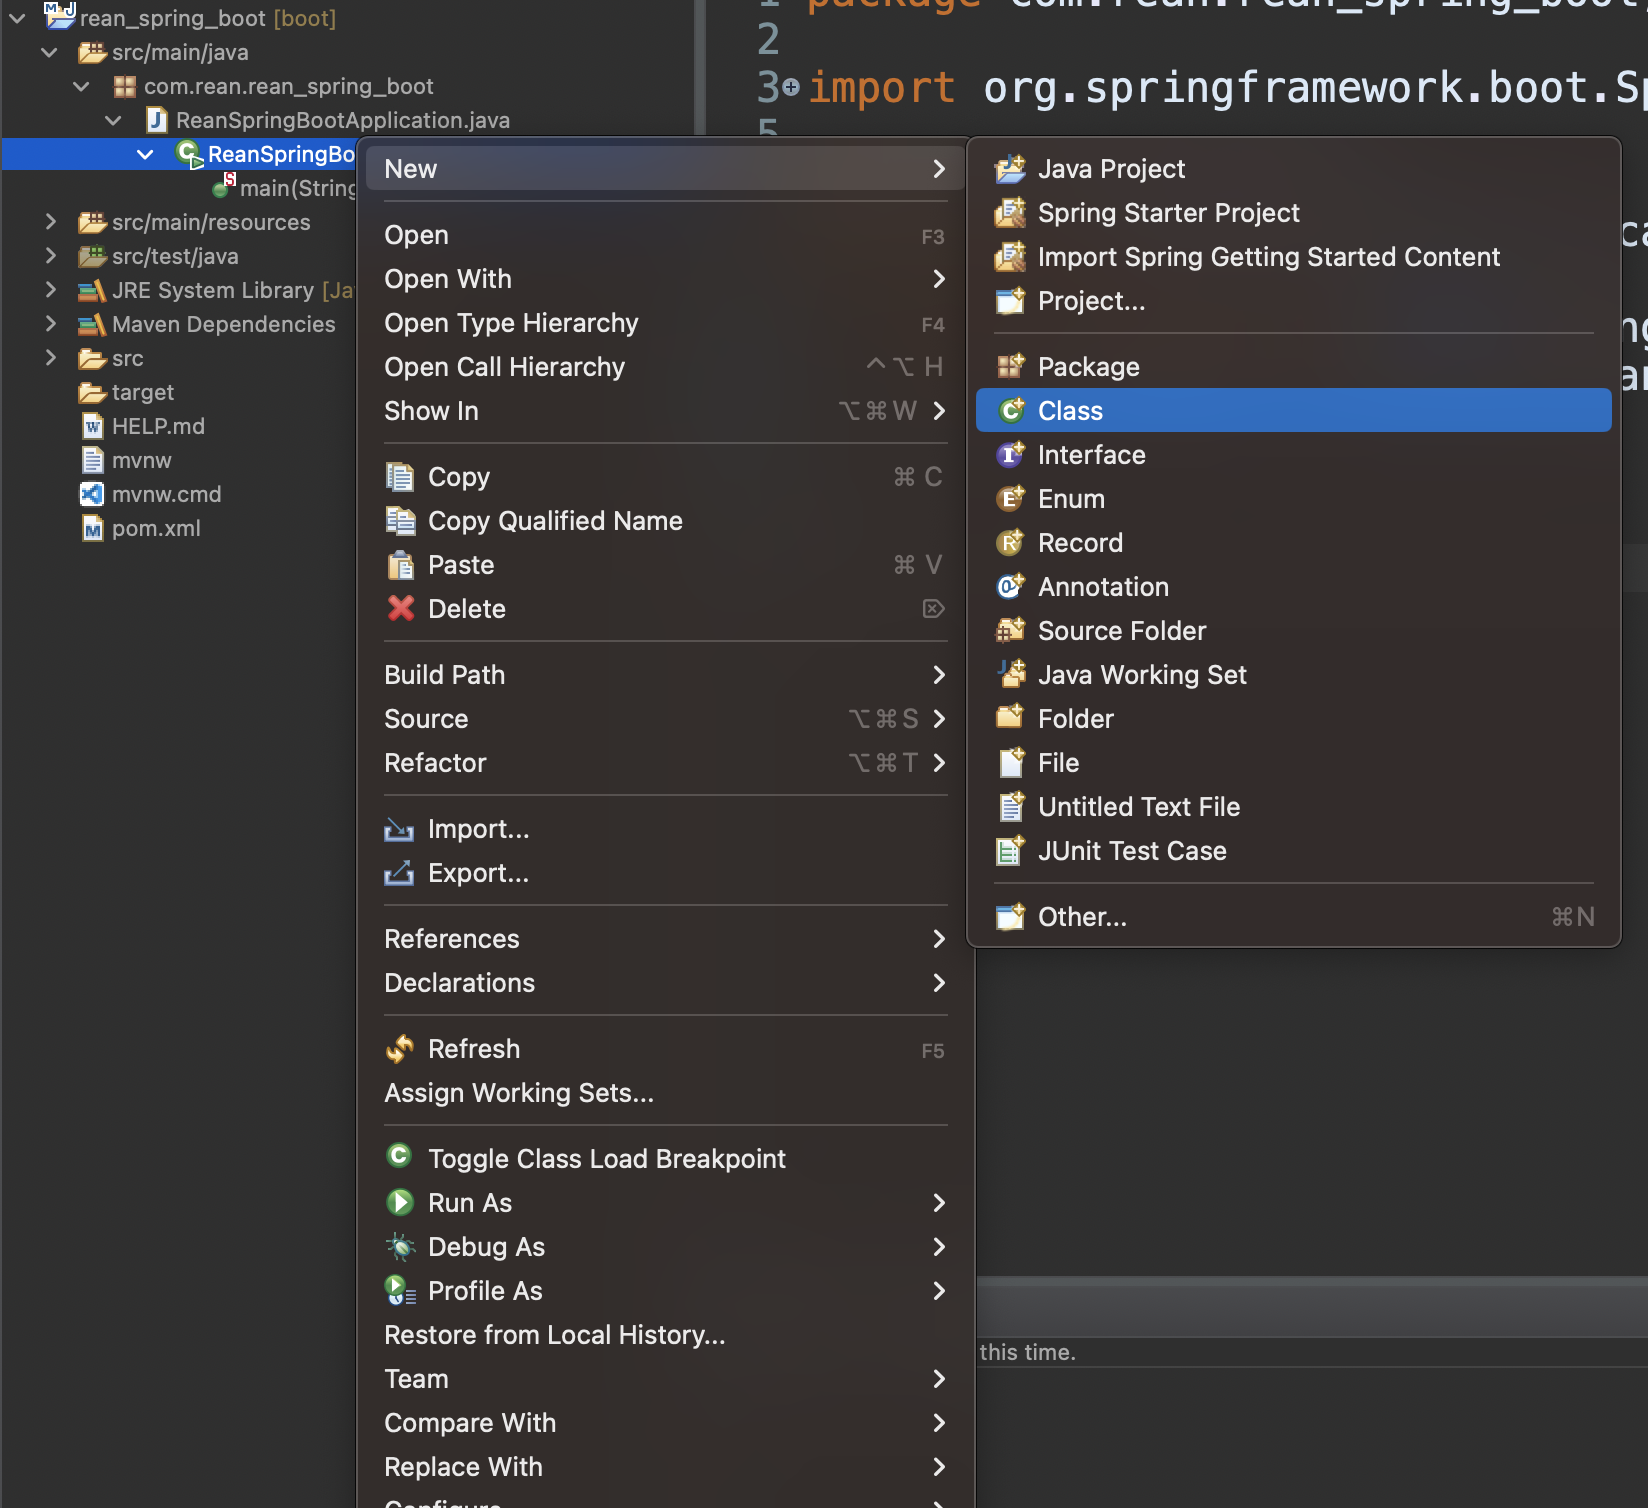 rean_spring_boot [boot]
src/main/java
com.rean.rean_spring_boot
ReanSpringBootApplication.java
ReanSpringBo
main(String
src/main/resources
src/test/java
JRE System Library [Ja
Maven Dependencies
src
target
HELP.md
mvnw
mvnw.cmd
pom.xml
2
3 import org.springframework.boot.Sp
5
New
Open F3
Open With
Open Type Hierarchy F4
Open Call Hierarchy ^⌥ H
Show In ⌥⌘W
Copy ⌘ C
Copy Qualified Name
Paste ⌘ V
Delete ⌦
Build Path
Source ⌥⌘S
Refactor ⌥⌘T
Import...
Export...
References
Declarations
Refresh F5
Assign Working Sets...
Toggle Class Load Breakpoint
Run As
Debug As
Profile As
Restore from Local History...
Team
Compare With
Replace With
Configure
Java Project
Spring Starter Project
Import Spring Getting Started Content
Project...
Package
Class
Interface
Enum
Record
Annotation
Source Folder
Java Working Set
Folder
File
Untitled Text File
JUnit Test Case
Other... ⌘N
this time.